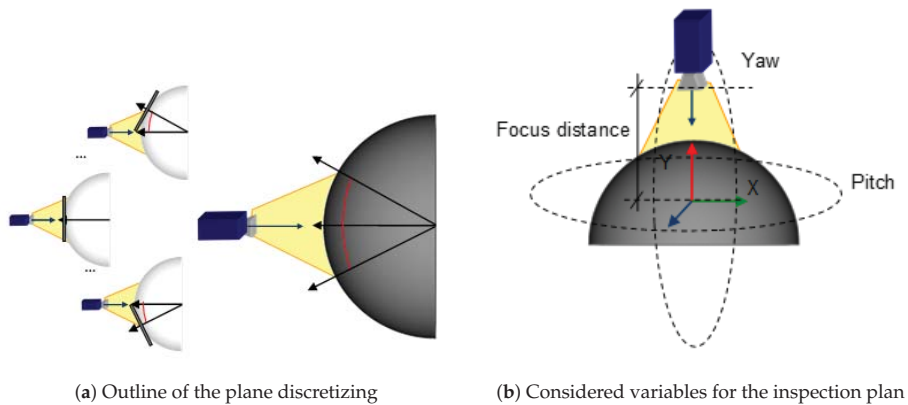 ...
...
(a) Outline of the plane discretizing
Yaw
Focus distance
Y
X
Pitch
(b) Considered variables for the inspection plan